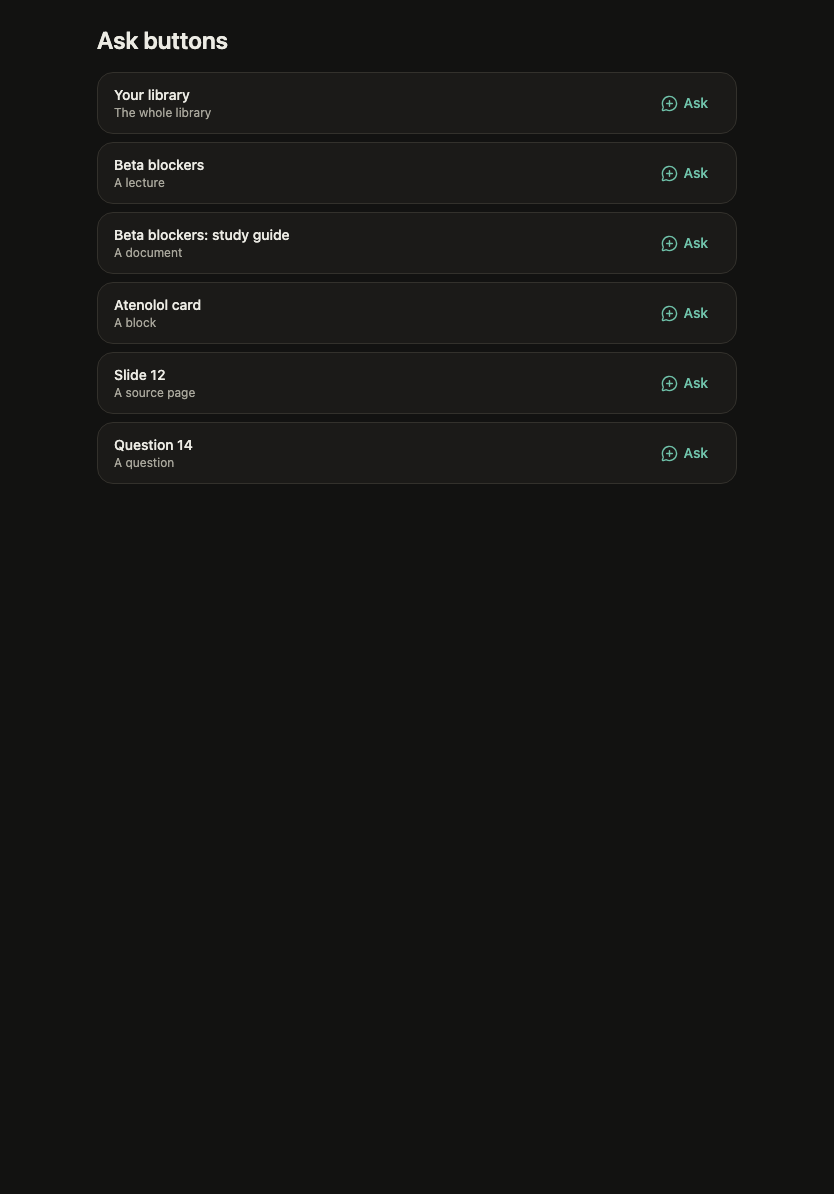 Ask buttons
Your library
The whole library
Ask
Beta blockers
A lecture
Ask
Beta blockers: study guide
A document
Ask
Atenolol card
A block
Ask
Slide 12
A source page
Ask
Question 14
A question
Ask